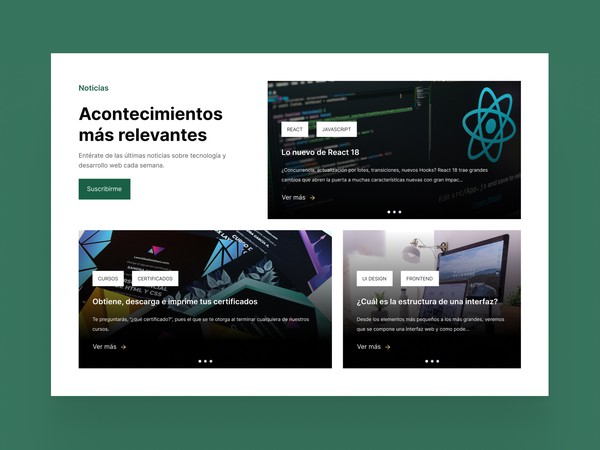 Noticias
Acontecimientos
más relevantes
Entérate de las últimas noticias sobre tecnología y
desarrollo web cada semana.
Suscribirme
REACT
JAVASCRIPT
Lo nuevo de React 18
¿Concurrencia, actualización por lotes, transiciones, nuevos Hooks? React 18 trae grandes
cambios que abren la puerta a muchas características nuevas con gran impac...
Ver más →
CURSOS
CERTIFICADOS
Obtiene, descarga e imprime tus certificados
Te preguntarás, "¿qué certificado?", pues el que se te otorga al terminar cualquiera de nuestros
cursos.
Ver más →
UI DESIGN
FRONTEND
¿Cuál es la estructura de una interfaz?
Desde los elementos más pequeños a los más grandes, veremos
que se compone una interfaz web y como pode...
Ver más →